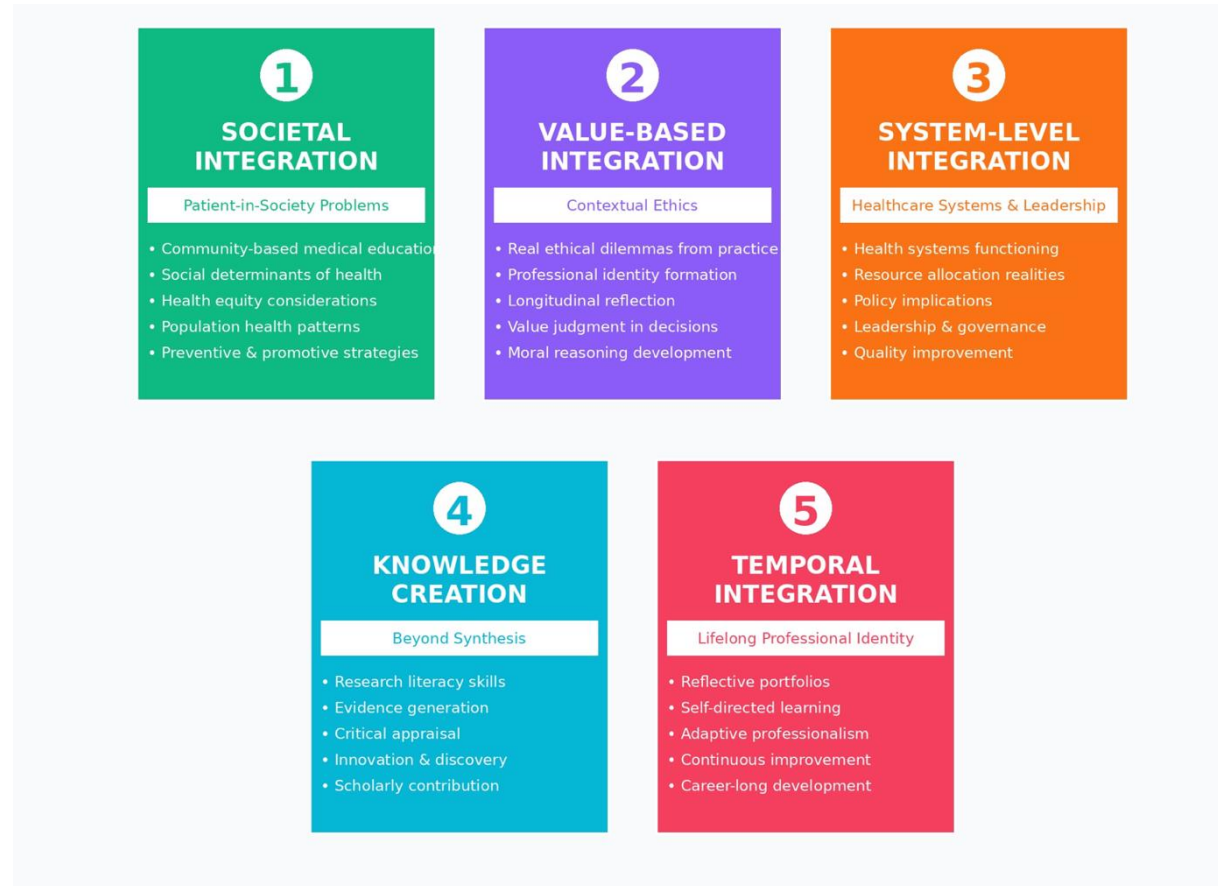 1
SOCIETAL
INTEGRATION
Patient-in-Society Problems
• Community-based medical education
• Social determinants of health
• Health equity considerations
• Population health patterns
• Preventive & promotive strategies
2
VALUE-BASED
INTEGRATION
Contextual Ethics
• Real ethical dilemmas from practice
• Professional identity formation
• Longitudinal reflection
• Value judgment in decisions
• Moral reasoning development
3
SYSTEM-LEVEL
INTEGRATION
Healthcare Systems & Leadership
• Health systems functioning
• Resource allocation realities
• Policy implications
• Leadership & governance
• Quality improvement
4
KNOWLEDGE
CREATION
Beyond Synthesis
• Research literacy skills
• Evidence generation
• Critical appraisal
• Innovation & discovery
• Scholarly contribution
5
TEMPORAL
INTEGRATION
Lifelong Professional Identity
• Reflective portfolios
• Self-directed learning
• Adaptive professionalism
• Continuous improvement
• Career-long development